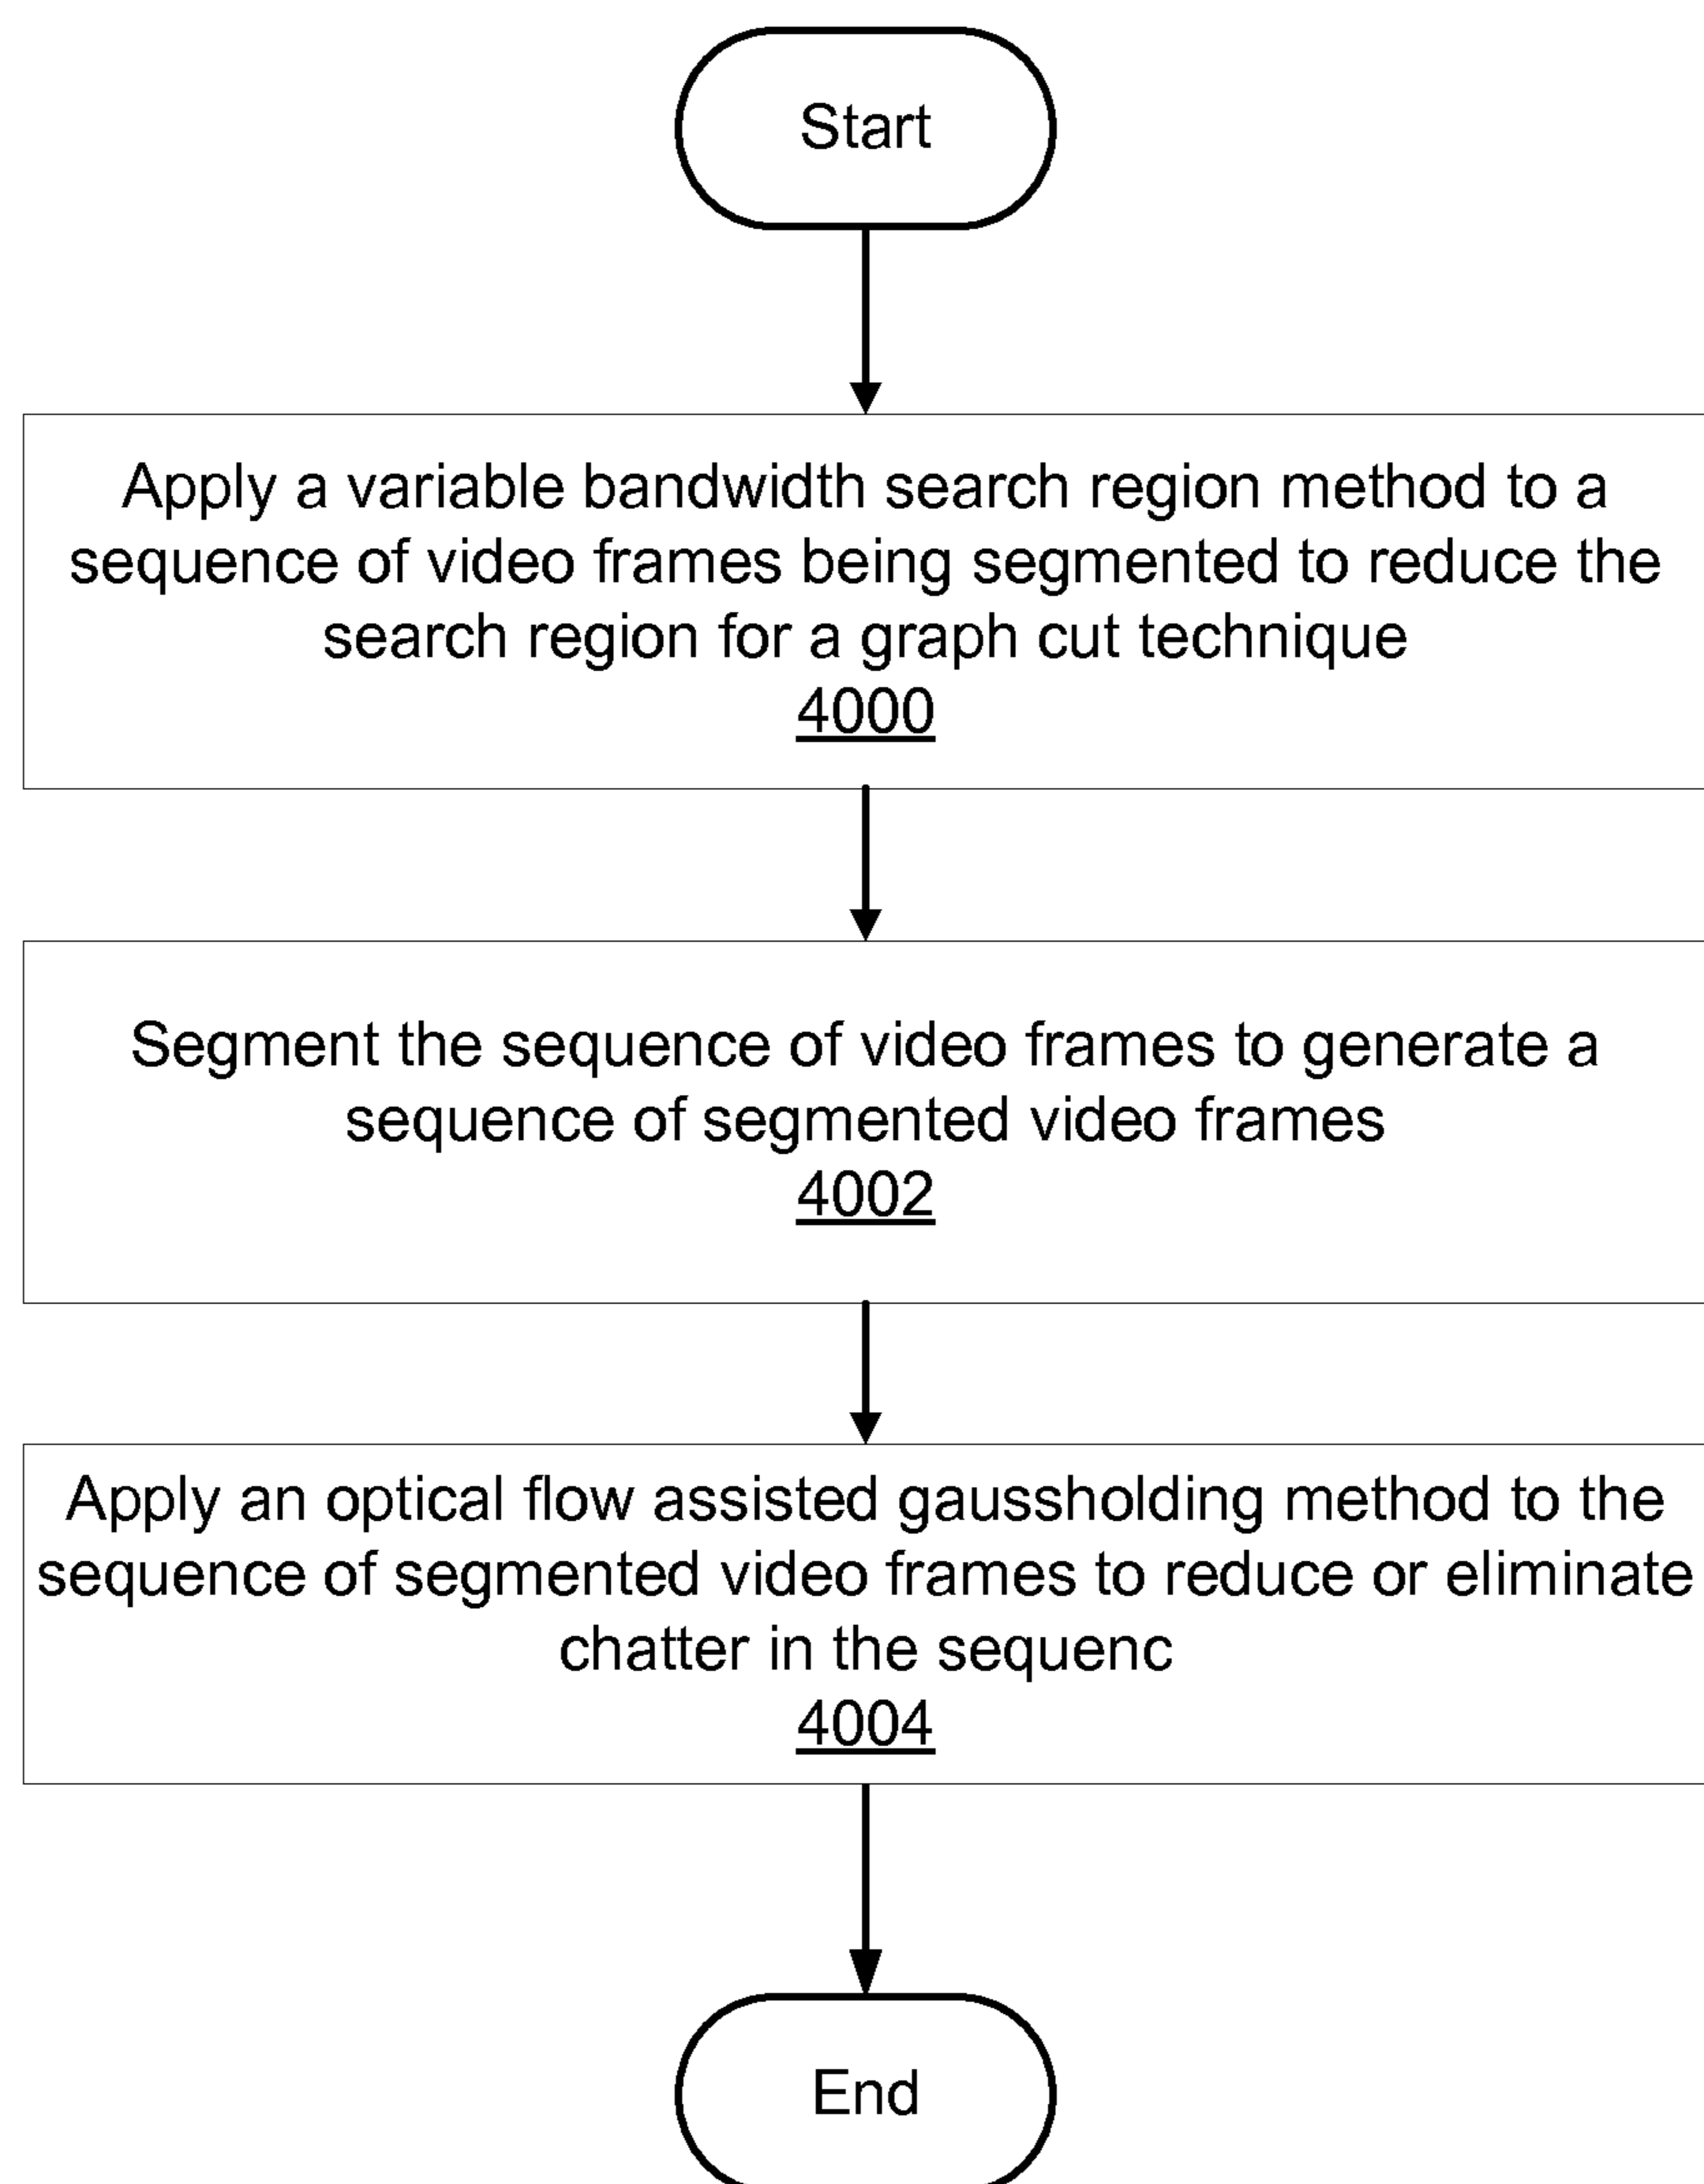 Start
Apply a variable bandwidth search region method to a
sequence of video frames being segmented to reduce the
search region for a graph cut technique
4000
Segment the sequence of video frames to generate a
sequence of segmented video frames
4002
Apply an optical flow assisted gaussholding method to the
sequence of segmented video frames to reduce or eliminate
chatter in the sequenc
4004
End